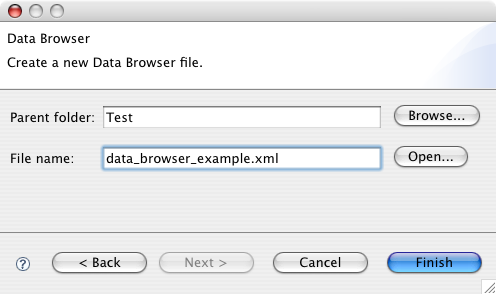 Data Browser
Create a new Data Browser file.
Parent folder: Test Browse...
File name: data_browser_example.xml Open...
? < Back Next > Cancel Finish